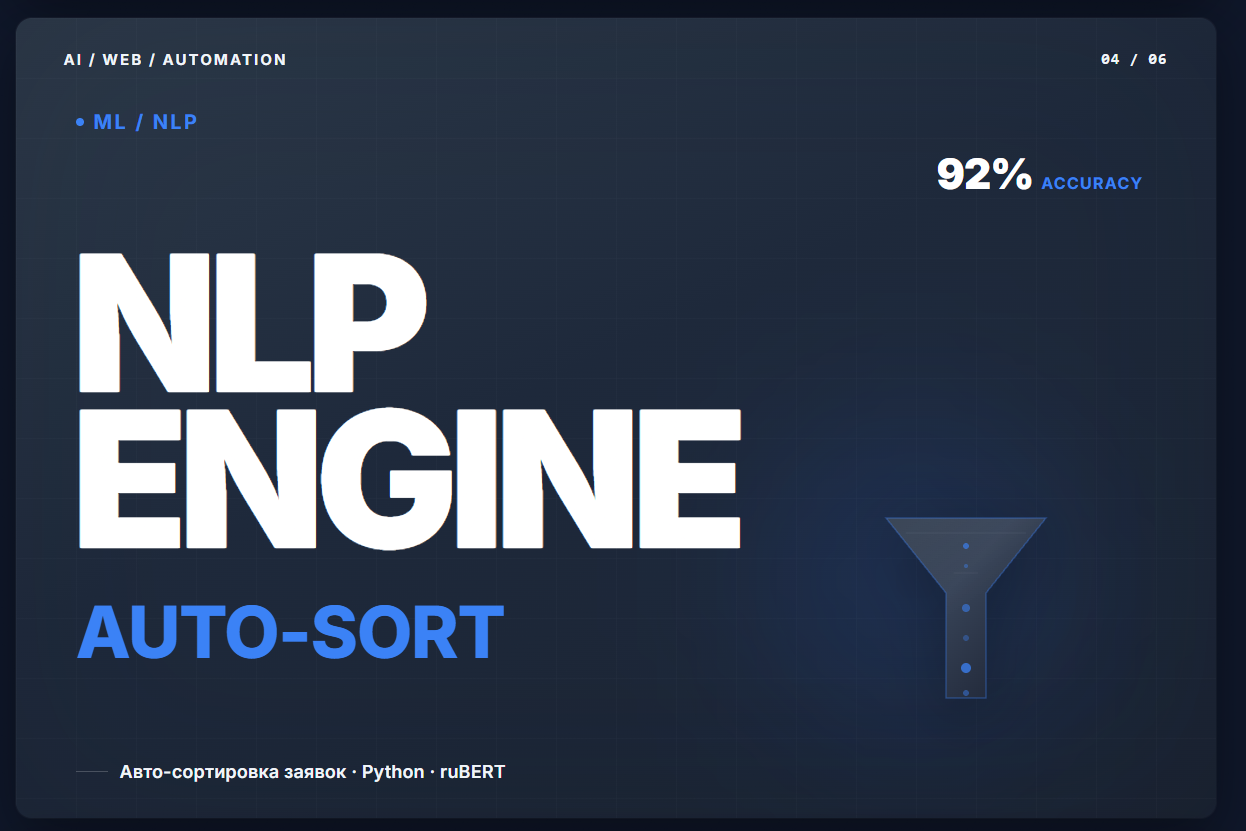 AI / WEB / AUTOMATION
04 / 06
ML / NLP
92% ACCURACY
NLP
ENGINE
AUTO-SORT
Авто-сортировка заявок · Python · ruBERT